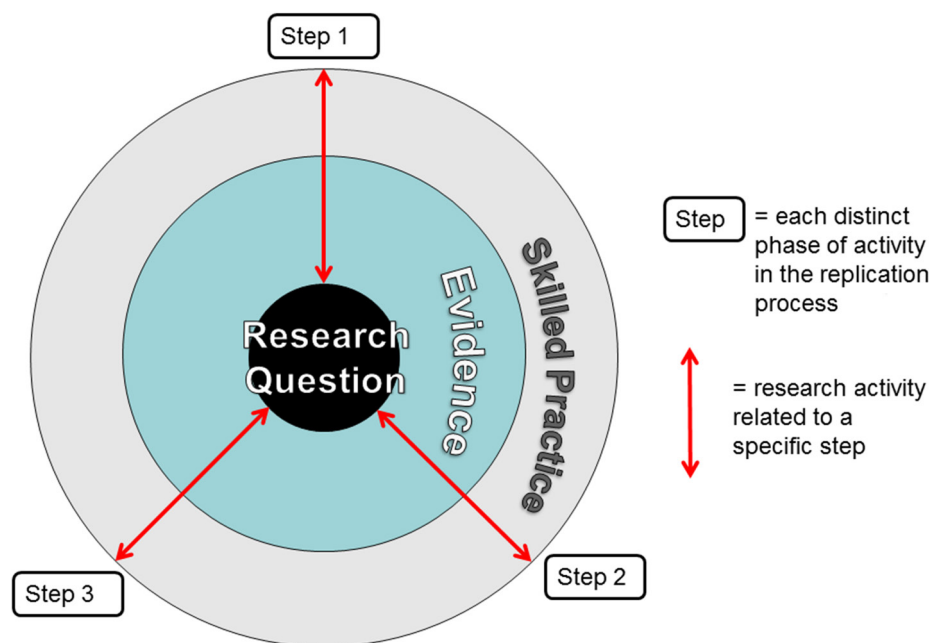 Step 1
Research
Question
Evidence
Skilled Practice
Step 3
Step 2
Step
= each distinct
phase of activity
in the replication
process
= research activity
related to a
specific step